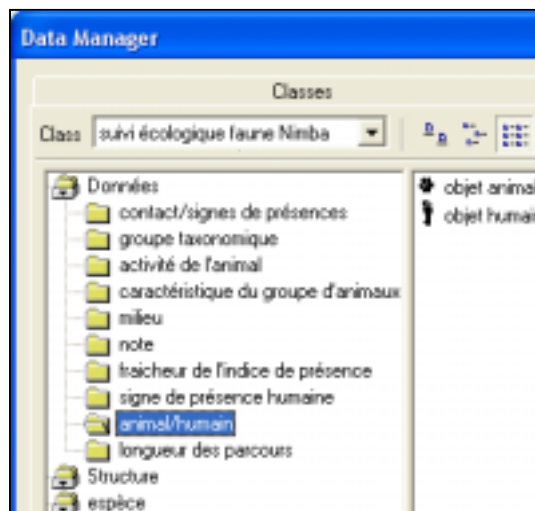 Data Manager
Classes
Class suivi écologique faune Nimba
Données
contact/signes de présences
groupe taxonomique
activité de l'animal
caractéristique du groupe d'animaux
milieu
note
fraicheur de l'indice de présence
signe de présence humaine
animal/humain
longueur des parcours
Structure
espèce
objet animal
objet humai